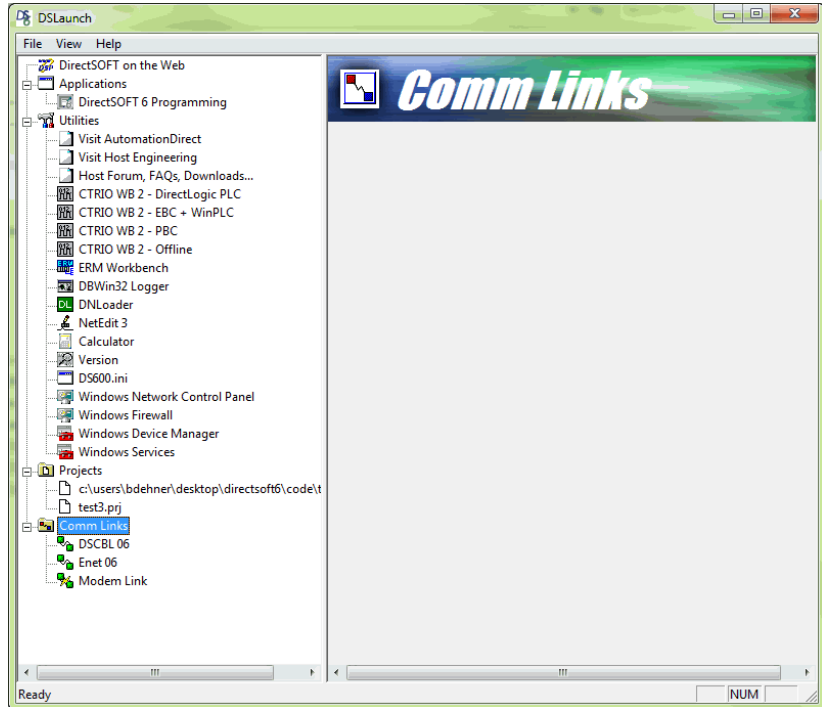 DSLaunch
File View Help
DirectSOFT on the Web
Applications
DirectSOFT 6 Programming
Utilities
Visit AutomationDirect
Visit Host Engineering
Host Forum, FAQs, Downloads...
CTRIO WB 2 - DirectLogic PLC
CTRIO WB 2 - EBC + WinPLC
CTRIO WB 2 - PBC
CTRIO WB 2 - Offline
ERM Workbench
DBWin32 Logger
DL DNLoader
NetEdit 3
Calculator
Version
DS600.ini
Windows Network Control Panel
Windows Firewall
Windows Device Manager
Windows Services
Projects
c:\users\bdehner\desktop\directsoft6\code\t
test3.prj
Comm Links
DSCBL 06
Enet 06
Modem Link
Comm Links
Ready
NUM